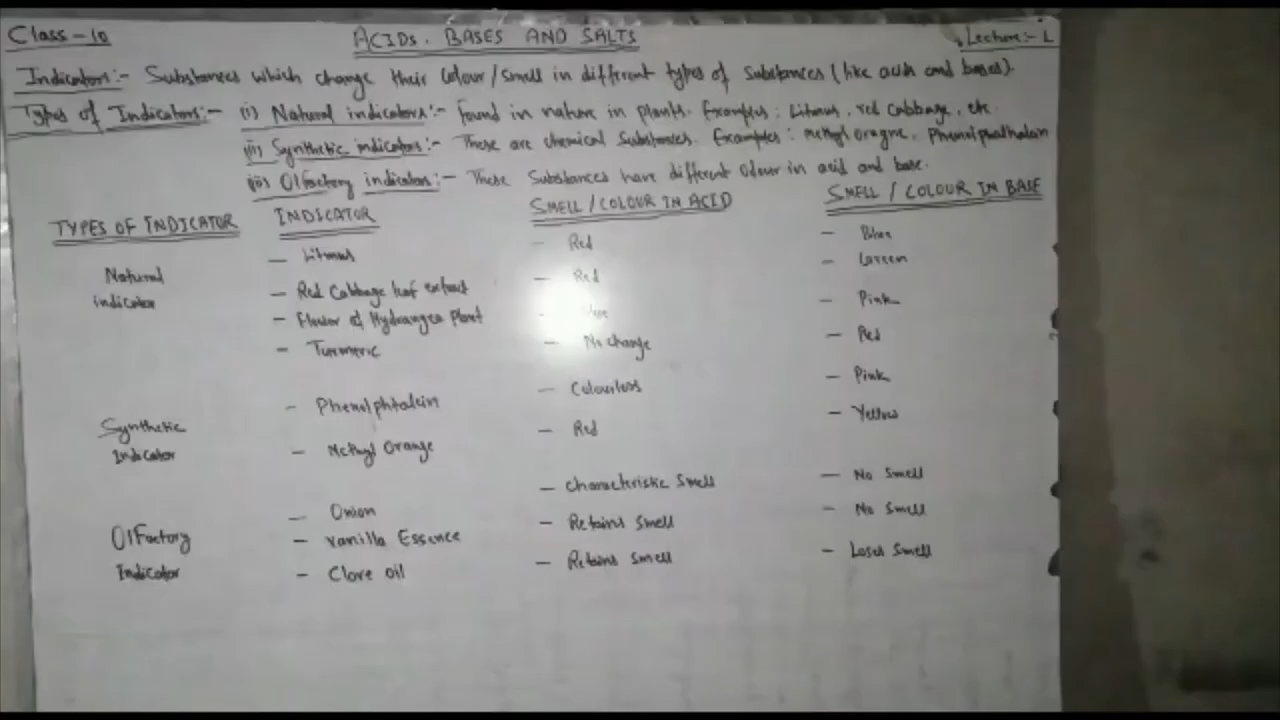 Class - 10 ACIDS, BASES AND SALTS Lecture:- 1
Indicators:- Substances which change their colour/smell in different types of substances (like acids and bases).
Types of Indicators:- (i) Natural indicators:- found in nature in plants. Examples: Litmus, red cabbage, etc.
(ii) Synthetic indicators:- These are chemical substances. Examples: Methyl oragne, Phenolphthalein
(iii) Olfactory indicators:- These Substances have different odour in acid and base.
TYPES OF INDICATOR INDICATOR SMELL / COLOUR IN ACID SMELL / COLOUR IN BASE
Natural indicator
- Litmus - Red - Blue
- Red Cabbage leaf extract - Red - Green
- Flower of Hydrangea plant - - Pink
- Turmeric - No change - Red
Synthetic Indicator
- Phenolphtalein - Colourless - Pink
- Methyl Orange - Red - Yellow
Olfactory Indicator
- Onion - Characteristic smell - No smell
- vanilla Essence - Retains smell - No smell
- Clove oil - Retains smell - Loses smell